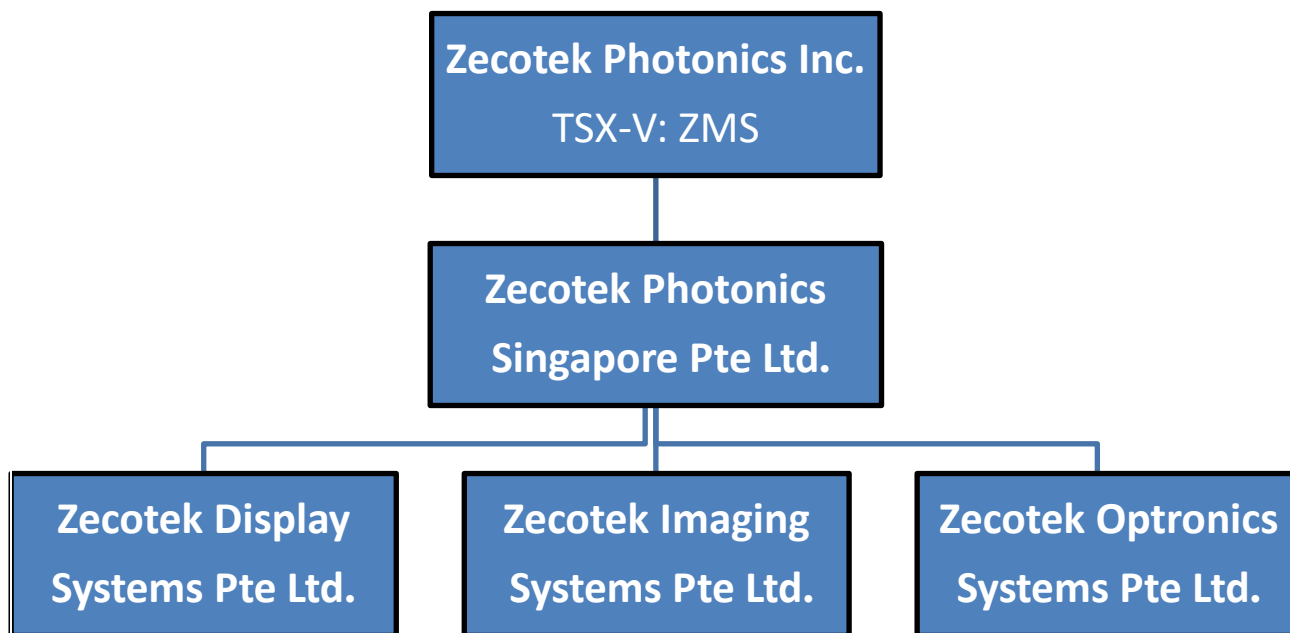 Zecotek Photonics Inc.
TSX-V: ZMS
Zecotek Photonics
Singapore Pte Ltd.
Zecotek Display
Systems Pte Ltd.
Zecotek Imaging
Systems Pte Ltd.
Zecotek Optronics
Systems Pte Ltd.